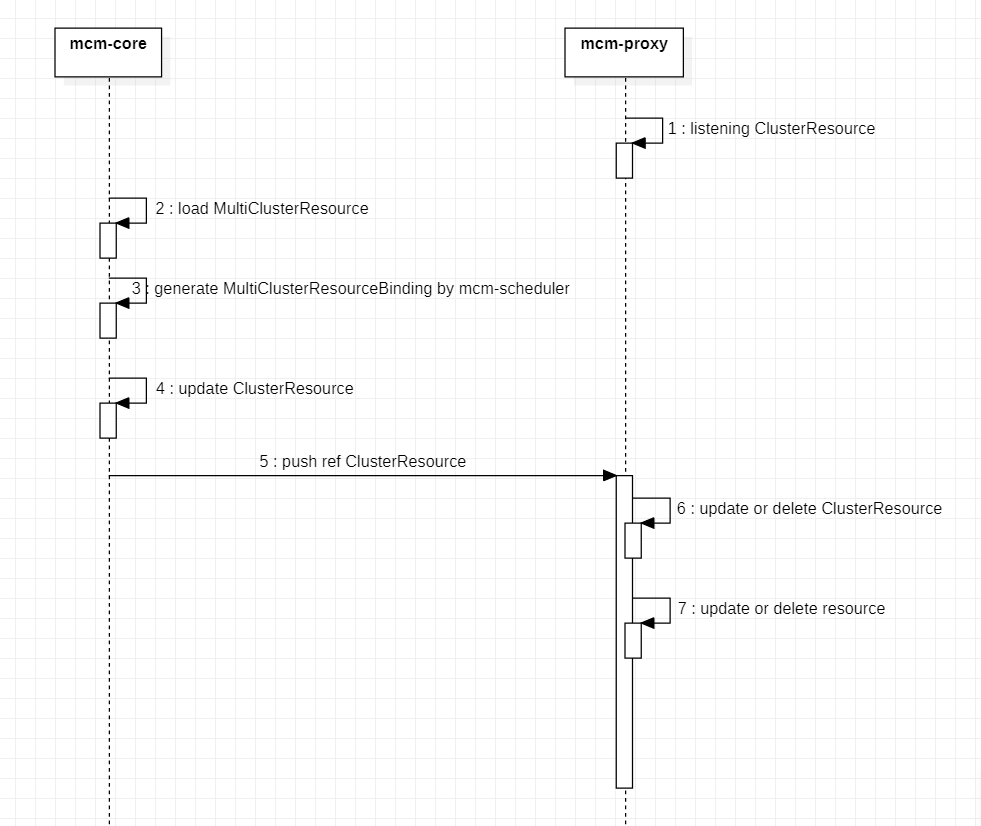 mcm-core
mcm-proxy
1 : listening ClusterResource
2 : load MultiClusterResource
3 : generate MultiClusterResourceBinding by mcm-scheduler
4 : update ClusterResource
5 : push ref ClusterResource
6 : update or delete ClusterResource
7 : update or delete resource